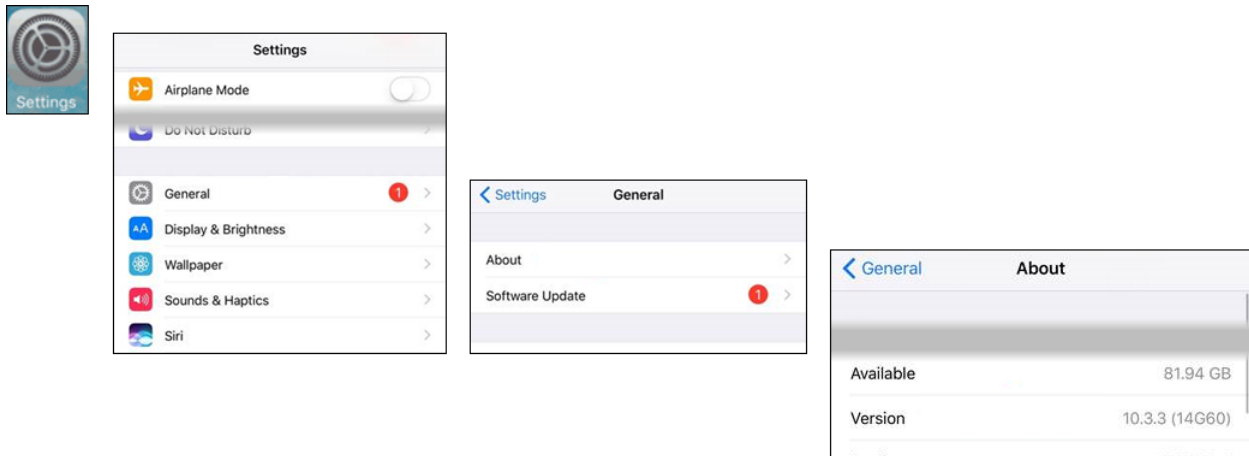 Settings
Settings
Airplane Mode
Do Not Disturb
General 1
AA Display & Brightness
Wallpaper
Sounds & Haptics
Siri
Settings General
About
Software Update 1
General About
Available 81.94 GB
Version 10.3.3 (14G60)